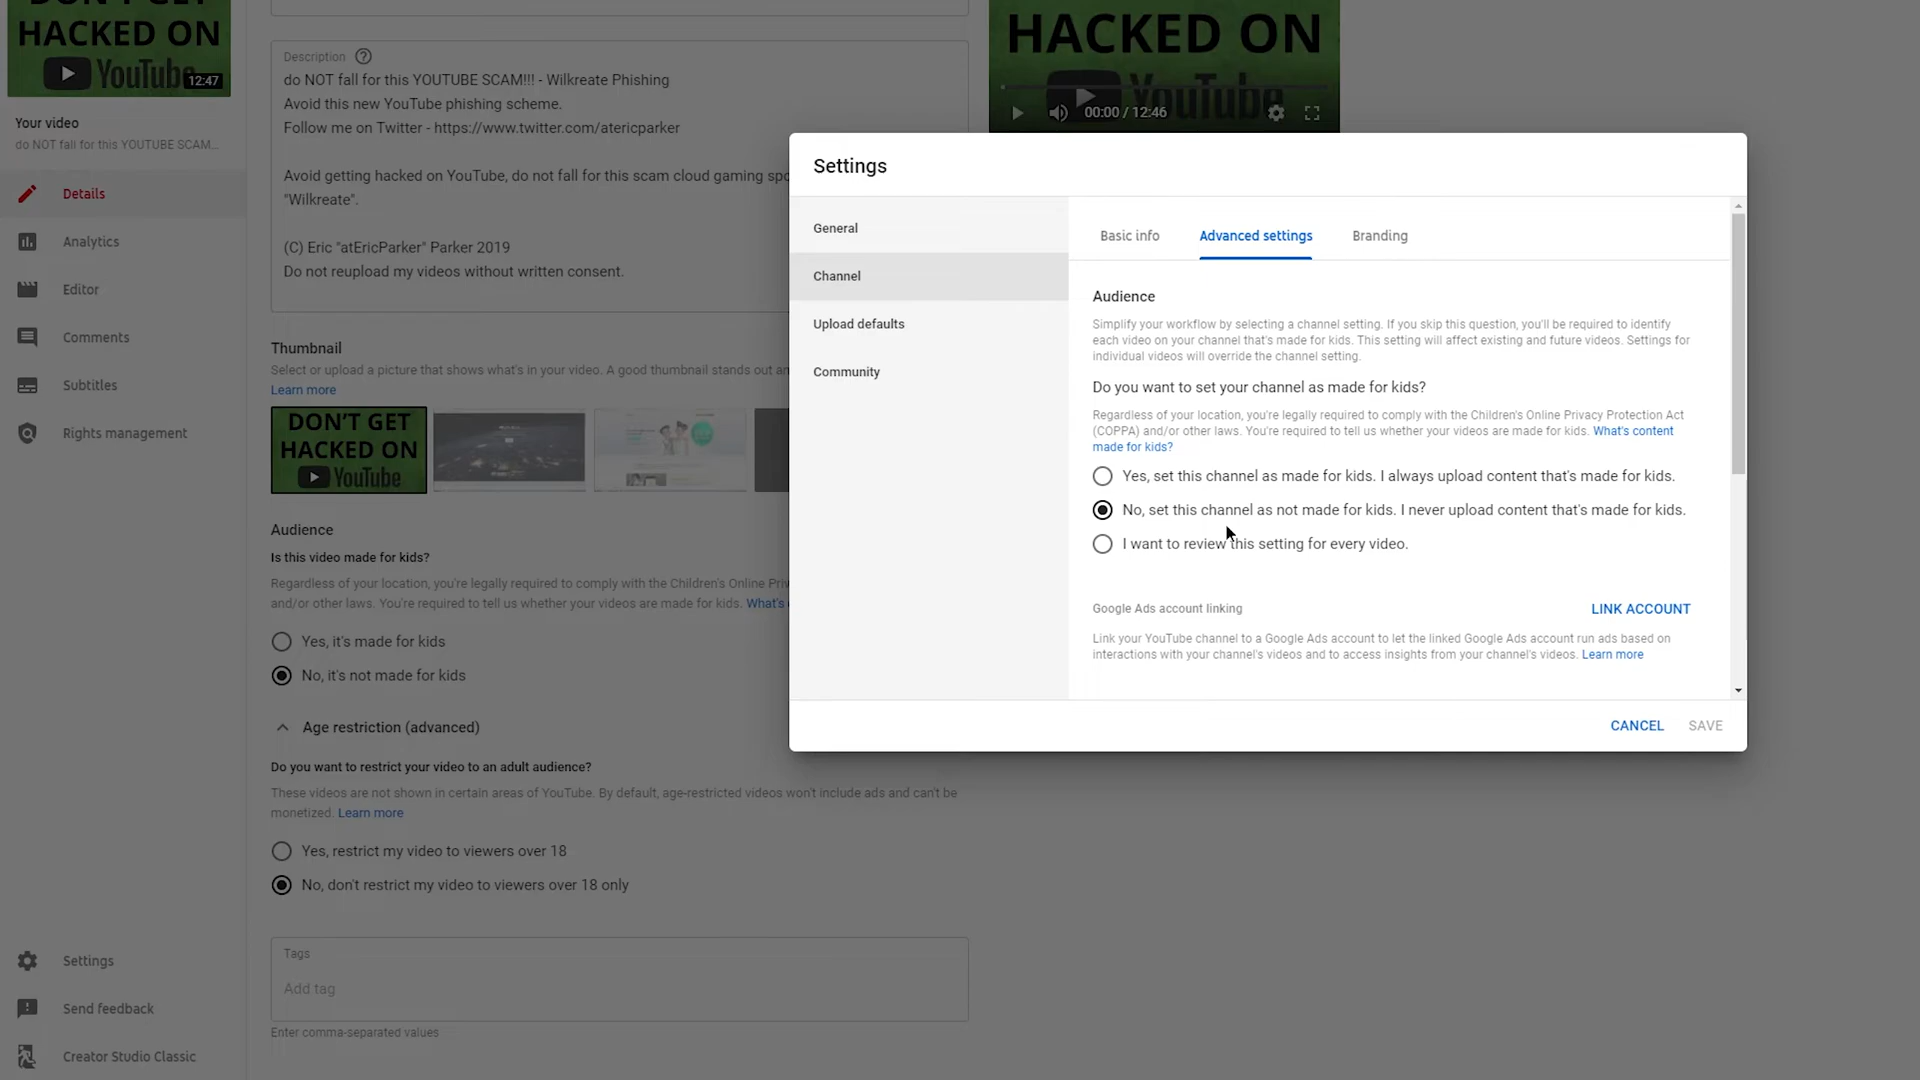 DON'T GET
HACKED ON
YouTube
12:47
Your video
do NOT fall for this YOUTUBE SCAM...
Details
Analytics
Editor
Comments
Subtitles
Rights management
Settings
Send feedback
Creator Studio Classic
Description
do NOT fall for this YOUTUBE SCAM!!! - Wilkreate Phishing
Avoid this new YouTube phishing scheme.
Follow me on Twitter - https://www.twitter.com/atericparker
Avoid getting hacked on YouTube, do not fall for this scam cloud gaming spo
"Wilkreate".
(C) Eric "atEricParker" Parker 2019
Do not reupload my videos without written consent.
Thumbnail
Select or upload a picture that shows what's in your video. A good thumbnail stands out an
Learn more
DON'T GET
HACKED ON
YouTube
Audience
Is this video made for kids?
Regardless of your location, you're legally required to comply with the Children's Online Priv
and/or other laws. You're required to tell us whether your videos are made for kids. What's
Yes, it's made for kids
No, it's not made for kids
Age restriction (advanced)
Do you want to restrict your video to an adult audience?
These videos are not shown in certain areas of YouTube. By default, age-restricted videos won't include ads and can't be
monetized. Learn more
Yes, restrict my video to viewers over 18
No, don't restrict my video to viewers over 18 only
Tags
Add tag
Enter comma-separated values
HACKED ON
YouTube
00:00 / 12:46
Settings
General
Channel
Upload defaults
Community
Basic info
Advanced settings
Branding
Audience
Simplify your workflow by selecting a channel setting. If you skip this question, you'll be required to identify
each video on your channel that's made for kids. This setting will affect existing and future videos. Settings for
individual videos will override the channel setting.
Do you want to set your channel as made for kids?
Regardless of your location, you're legally required to comply with the Children's Online Privacy Protection Act
(COPPA) and/or other laws. You're required to tell us whether your videos are made for kids. What's content
made for kids?
Yes, set this channel as made for kids. I always upload content that's made for kids.
No, set this channel as not made for kids. I never upload content that's made for kids.
I want to review this setting for every video.
Google Ads account linking
LINK ACCOUNT
Link your YouTube channel to a Google Ads account to let the linked Google Ads account run ads based on
interactions with your channel's videos and to access insights from your channel's videos. Learn more
CANCEL
SAVE